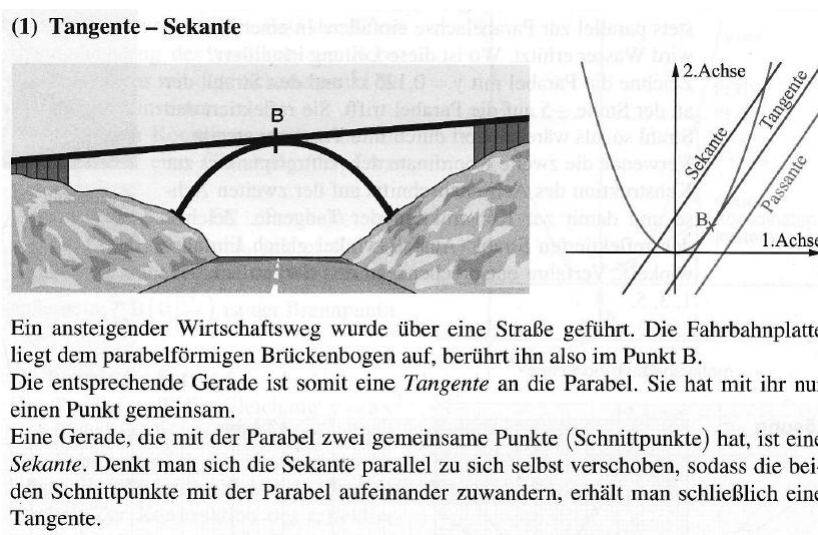 (1) Tangente – Sekante
B
2.Achse
Sekante
Tangente
Passante
B
1.Achse
Ein ansteigender Wirtschaftsweg wurde über eine Straße geführt. Die Fahrbahnplatte
liegt dem parabelförmigen Brückenbogen auf, berührt ihn also im Punkt B.
Die entsprechende Gerade ist somit eine Tangente an die Parabel. Sie hat mit ihr nu
einen Punkt gemeinsam.
Eine Gerade, die mit der Parabel zwei gemeinsame Punkte (Schnittpunkte) hat, ist eine
Sekante. Denkt man sich die Sekante parallel zu sich selbst verschoben, sodass die bei-
den Schnittpunkte mit der Parabel aufeinander zuwandern, erhält man schließlich eine
Tangente.